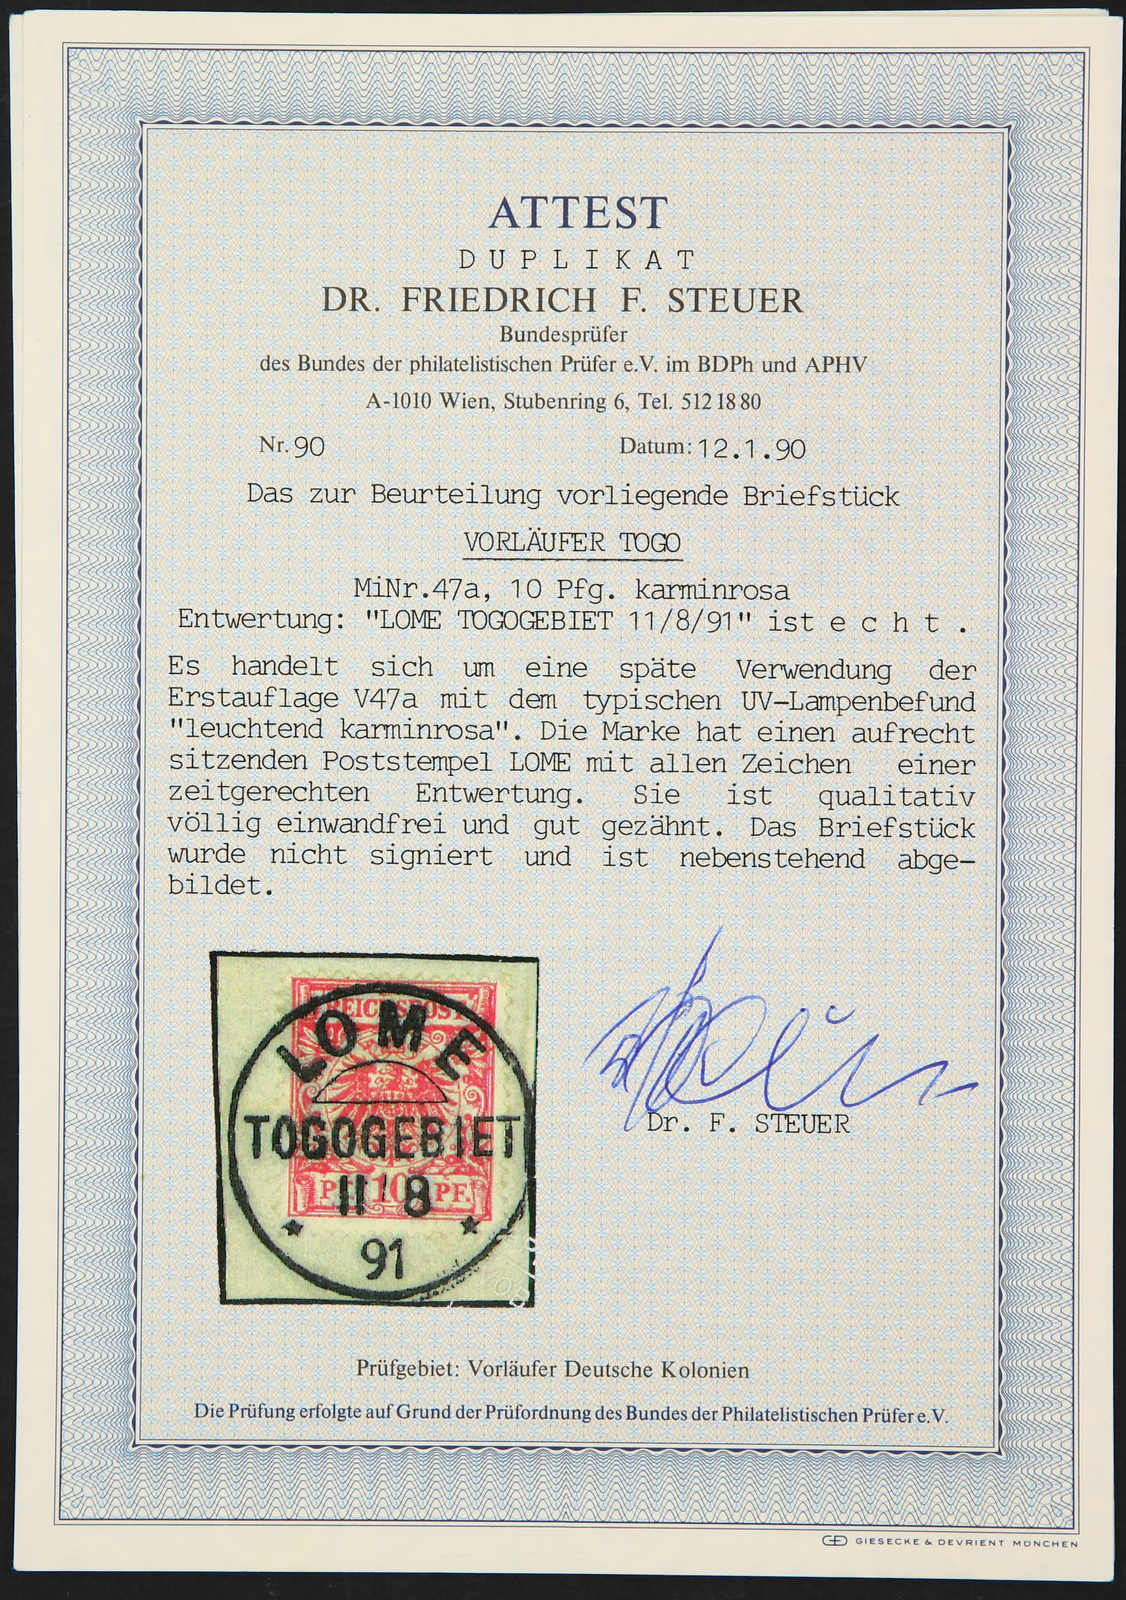 ATTEST
DUPLIKAT
DR. FRIEDRICH F. STEUER
Bundesprüfer
des Bundes der philatelistischen Prüfer e.V. im BDPh und APHV
A-1010 Wien, Stubenring 6, Tel. 512 18 80
Nr. 90 Datum: 12.1.90
Das zur Beurteilung vorliegende Briefstück
VORLÄUFER TOGO
MiNr.47a, 10 Pfg. karminrosa
Entwertung: "LOME TOGOGEBIET 11/8/91" ist e c h t .
Es handelt sich um eine späte Verwendung der
Erstauflage V47a mit dem typischen UV-Lampenbefund
"leuchtend karminrosa". Die Marke hat einen aufrecht
sitzenden Poststempel LOME mit allen Zeichen einer
zeitgerechten Entwertung. Sie ist qualitativ
völlig einwandfrei und gut gezähnt. Das Briefstück
wurde nicht signiert und ist nebenstehend abge-
bildet.
REICHSPOST
LOME
TOGOGEBIET
11/8
PF. 10 PF.
91
Dr. F. STEUER
Prüfgebiet: Vorläufer Deutsche Kolonien
Die Prüfung erfolgte auf Grund der Prüfordnung des Bundes der Philatelistischen Prüfer e.V.
GIESECKE & DEVRIENT MÜNCHEN